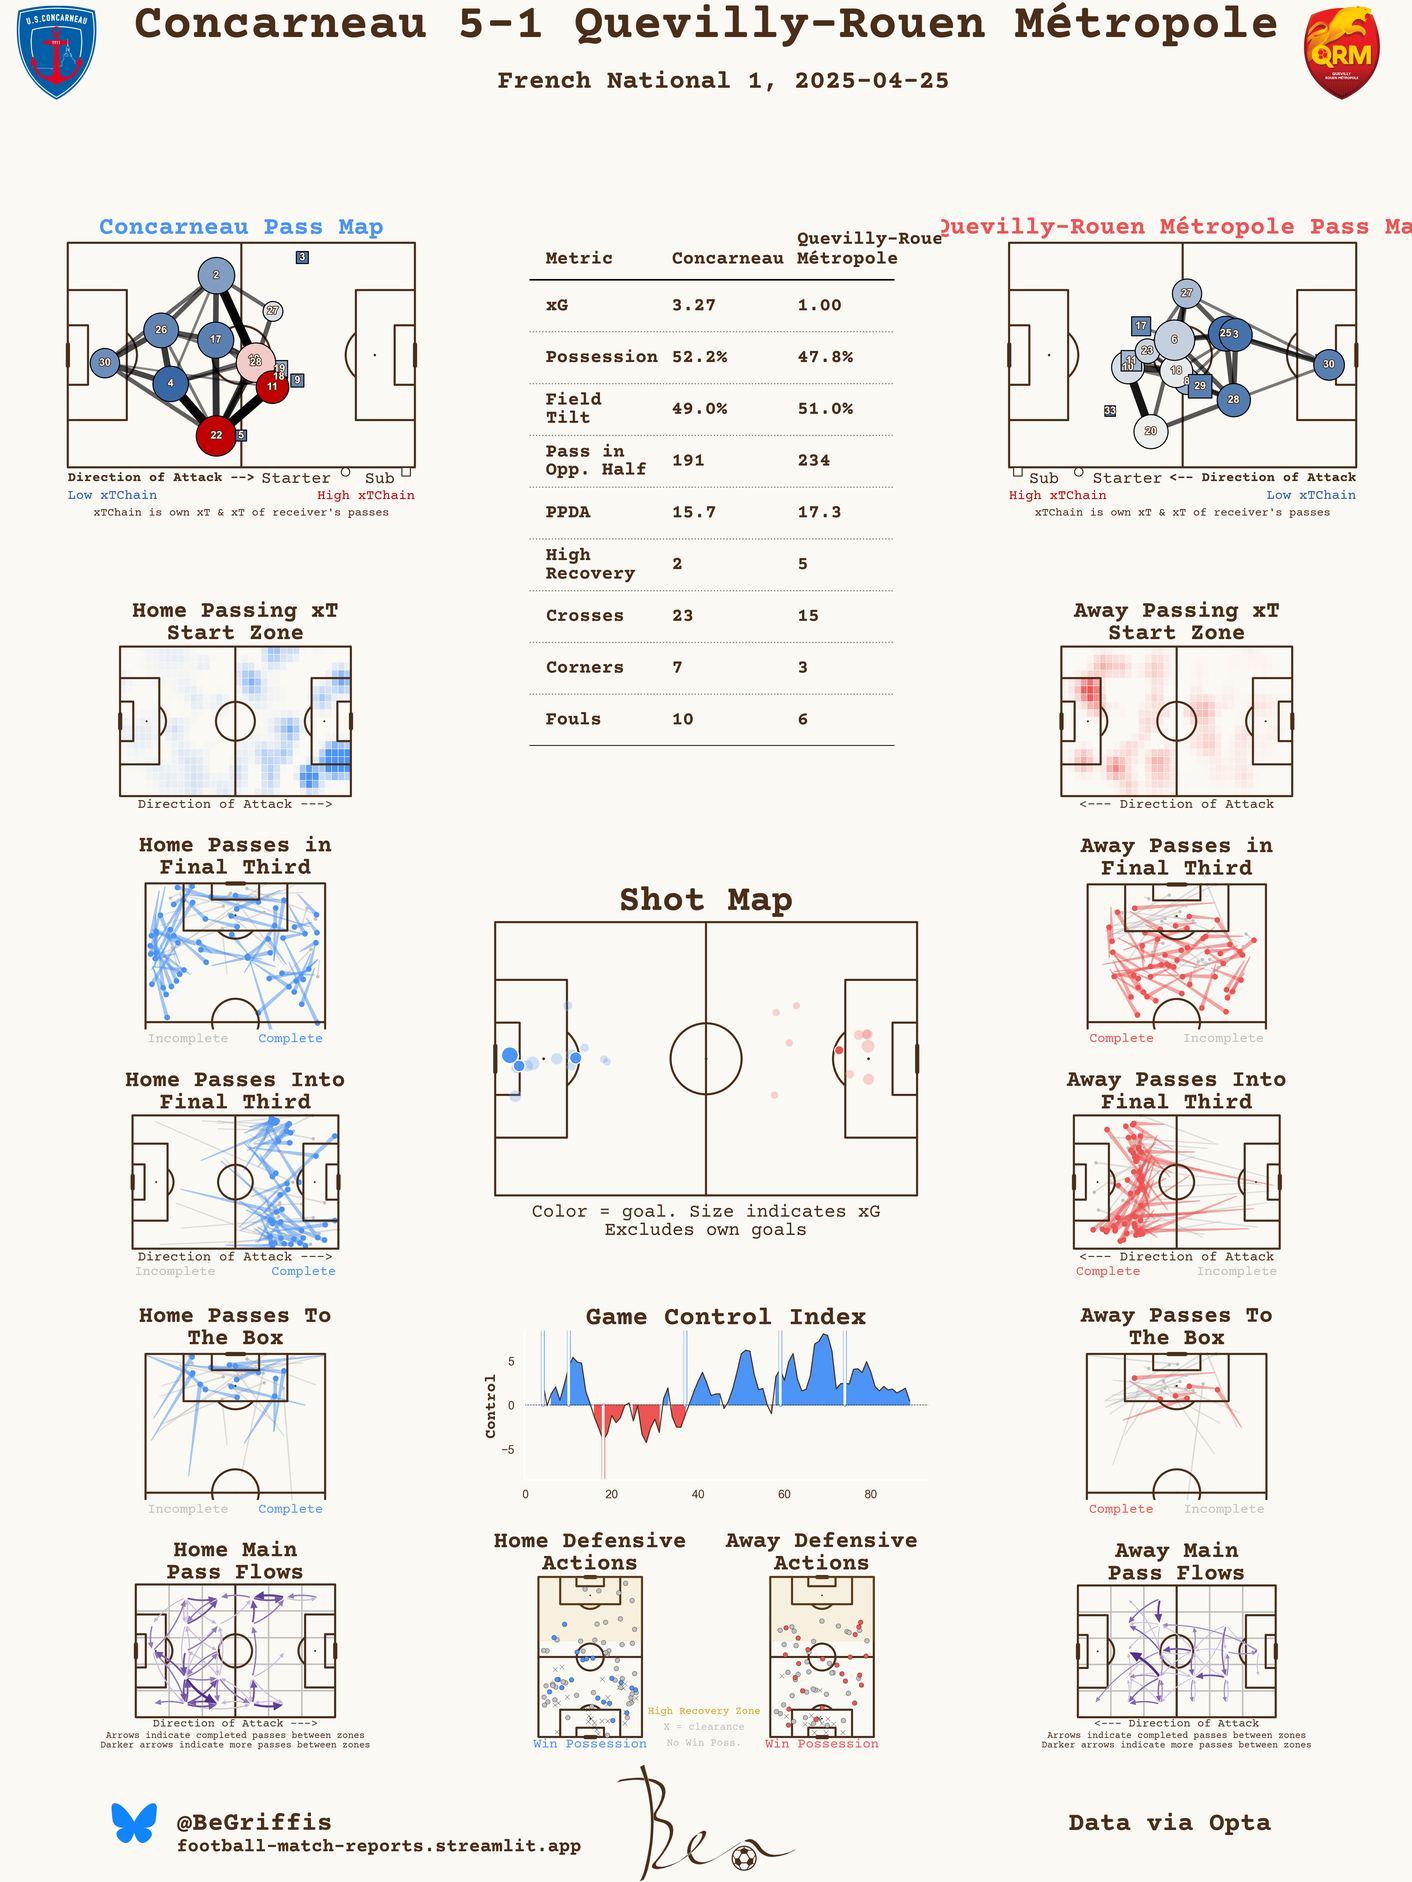 Concarneau 5-1 Quevilly-Rouen Métropole
French National 1, 2025-04-25
U.S.CONCARNEAU
1911
QRM
QUEVILLY
ROUEN MÉTROPOLE
Concarneau Pass Map
3
2
27
26
17
30
28
19
18
9
4
11
22
5
Direction of Attack --> Starter Sub
Low xTChain High xTChain
xTChain is own xT & xT of receiver's passes
Metric Concarneau Quevilly-Roue
Métropole
xG 3.27 1.00
Possession 52.2% 47.8%
Field
Tilt 49.0% 51.0%
Pass in
Opp. Half 191 234
PPDA 15.7 17.3
High
Recovery 2 5
Crosses 23 15
Corners 7 3
Fouls 10 6
Quevilly-Rouen Métropole Pass Ma
27
17
25
3
6
23
11
10
18
8
29
30
28
33
20
Sub Starter <-- Direction of Attack
High xTChain Low xTChain
xTChain is own xT & xT of receiver's passes
Home Passing xT
Start Zone
Direction of Attack --->
Away Passing xT
Start Zone
<--- Direction of Attack
Home Passes in
Final Third
Incomplete Complete
Away Passes in
Final Third
Complete Incomplete
Shot Map
Color = goal. Size indicates xG
Excludes own goals
Home Passes Into
Final Third
Direction of Attack --->
Incomplete Complete
Away Passes Into
Final Third
<--- Direction of Attack
Complete Incomplete
Home Passes To
The Box
Incomplete Complete
Game Control Index
Control
5
0
−5
0 20 40 60 80
Away Passes To
The Box
Complete Incomplete
Home Main
Pass Flows
Direction of Attack --->
Arrows indicate completed passes between zones
Darker arrows indicate more passes between zones
Home Defensive
Actions
Win Possession
High Recovery Zone
X = clearance
No Win Poss.
Away Defensive
Actions
Win Possession
Away Main
Pass Flows
<--- Direction of Attack
Arrows indicate completed passes between zones
Darker arrows indicate more passes between zones
@BeGriffis
football-match-reports.streamlit.app
Ben
Data via Opta